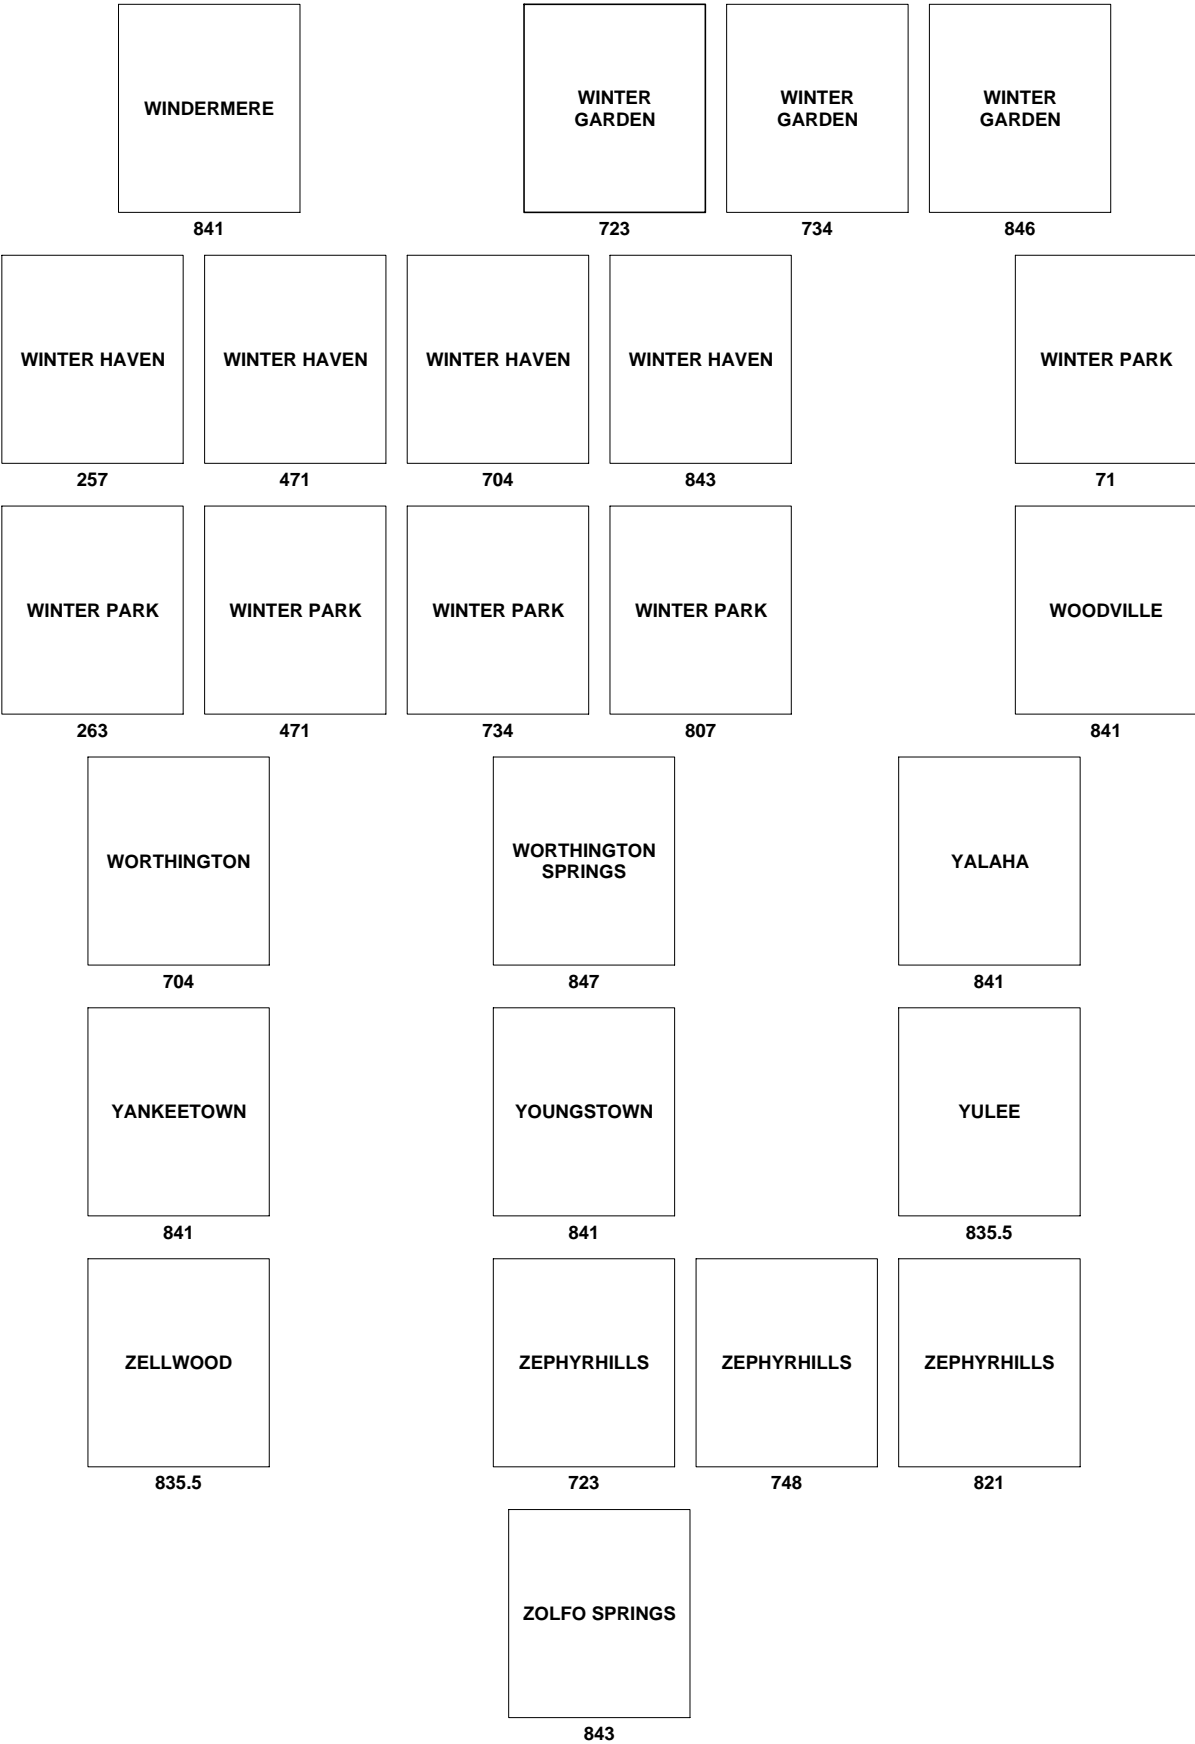 WINDERMERE
841
WINTER
GARDEN
723
WINTER
GARDEN
734
WINTER
GARDEN
846
WINTER HAVEN
257
WINTER HAVEN
471
WINTER HAVEN
704
WINTER HAVEN
843
WINTER PARK
71
WINTER PARK
263
WINTER PARK
471
WINTER PARK
734
WINTER PARK
807
WOODVILLE
841
WORTHINGTON
704
WORTHINGTON
SPRINGS
847
YALAHA
841
YANKEETOWN
841
YOUNGSTOWN
841
YULEE
835.5
ZELLWOOD
835.5
ZEPHYRHILLS
723
ZEPHYRHILLS
748
ZEPHYRHILLS
821
ZOLFO SPRINGS
843